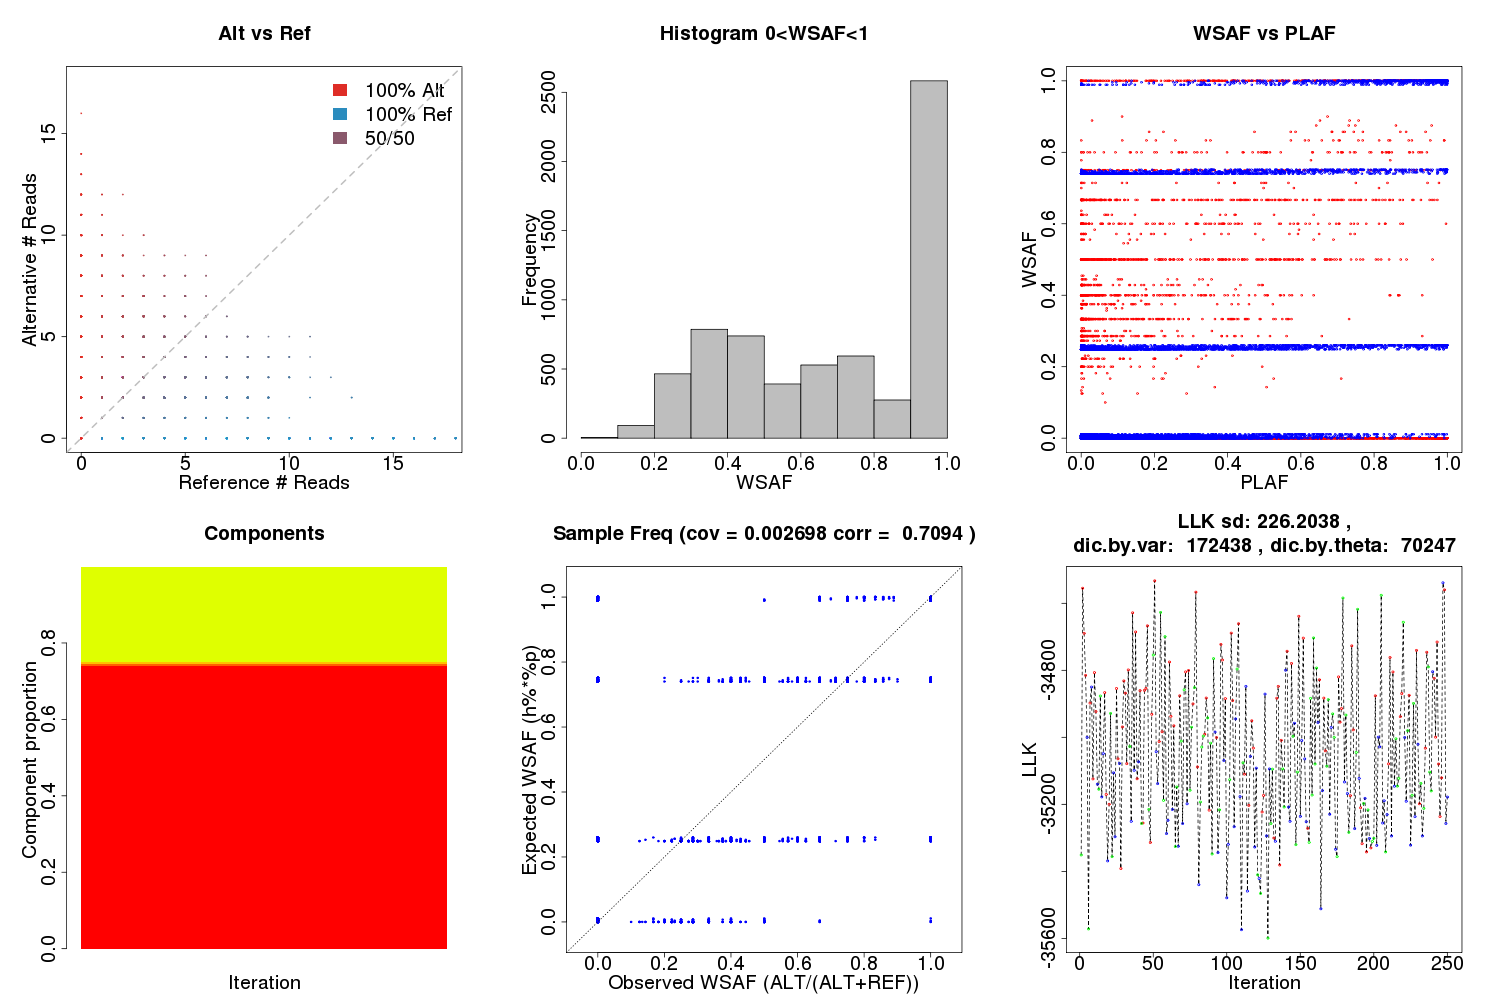 Alt vs Ref
100% Alt
100% Ref
50/50
Alternative # Reads
0
5
10
15
0
5
10
15
Reference # Reads
Histogram 0<WSAF<1
Frequency
0
500
1000
1500
2000
2500
0.0
0.2
0.4
0.6
0.8
1.0
WSAF
WSAF vs PLAF
WSAF
0.0
0.2
0.4
0.6
0.8
1.0
0.0
0.2
0.4
0.6
0.8
1.0
PLAF
Components
Component proportion
0.0
0.2
0.4
0.6
0.8
Iteration
Sample Freq (cov = 0.002698 corr = 0.7094 )
Expected WSAF (h%*%p)
0.0
0.2
0.4
0.6
0.8
1.0
0.0
0.2
0.4
0.6
0.8
1.0
Observed WSAF (ALT/(ALT+REF))
LLK sd: 226.2038 ,
dic.by.var: 172438 , dic.by.theta: 70247
LLK
-35600
-35200
-34800
0
50
100
150
200
250
Iteration